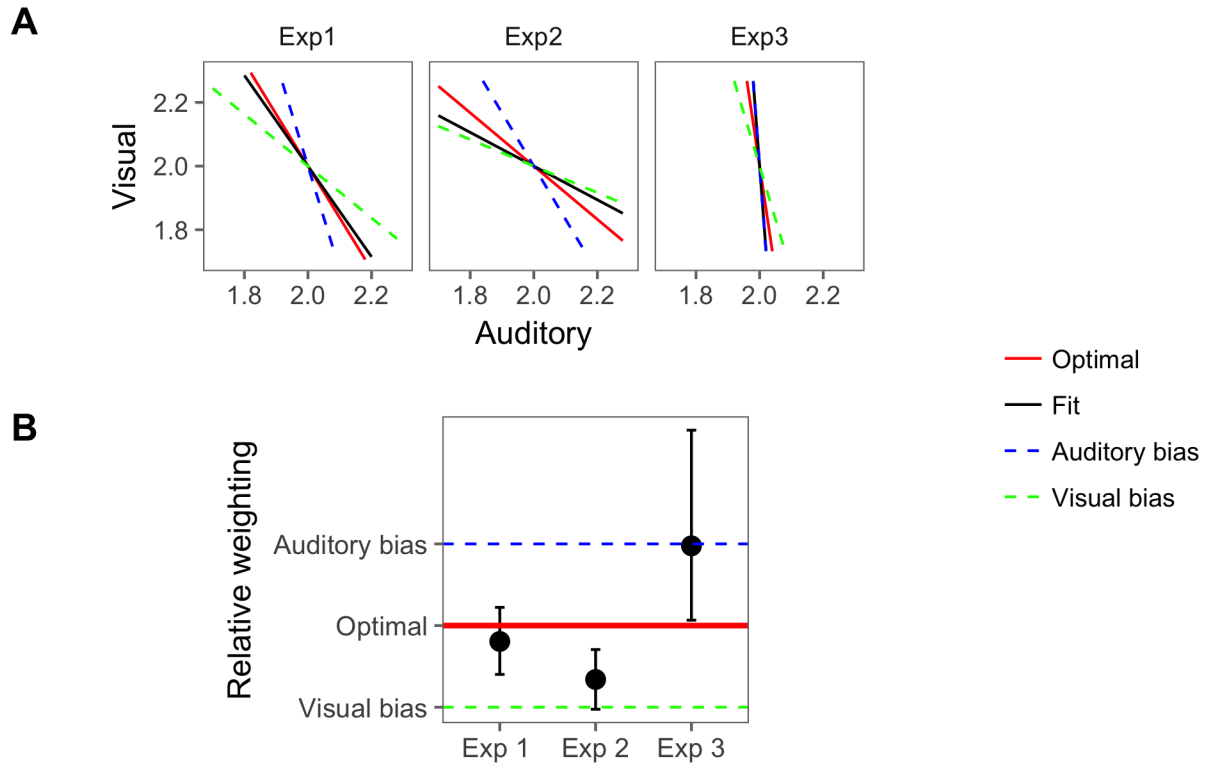 A
Exp1 Exp2 Exp3
Visual
2.2
2.0
1.8
1.8 2.0 2.2 1.8 2.0 2.2 1.8 2.0 2.2
Auditory
Optimal
Fit
Auditory bias
Visual bias
B
Relative weighting
Auditory bias
Optimal
Visual bias
Exp 1 Exp 2 Exp 3